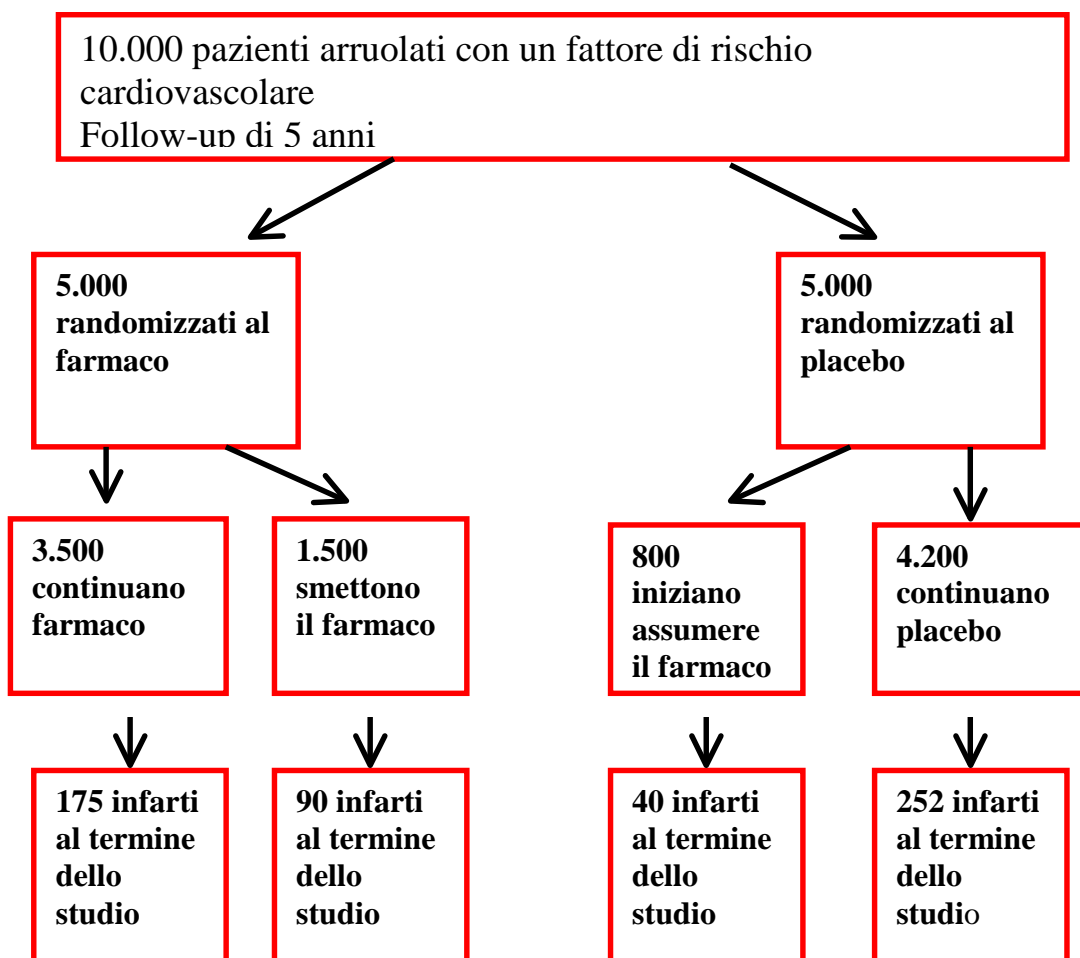 10.000 pazienti arruolati con un fattore di rischio
cardiovascolare
Follow-up di 5 anni
5.000
randomizzati al
farmaco
5.000
randomizzati al
placebo
3.500
continuano
farmaco
1.500
smettono
il farmaco
800
iniziano
assumere
il farmaco
4.200
continuano
placebo
175 infarti
al termine
dello
studio
90 infarti
al termine
dello
studio
40 infarti
al termine
dello
studio
252 infarti
al termine
dello
studio